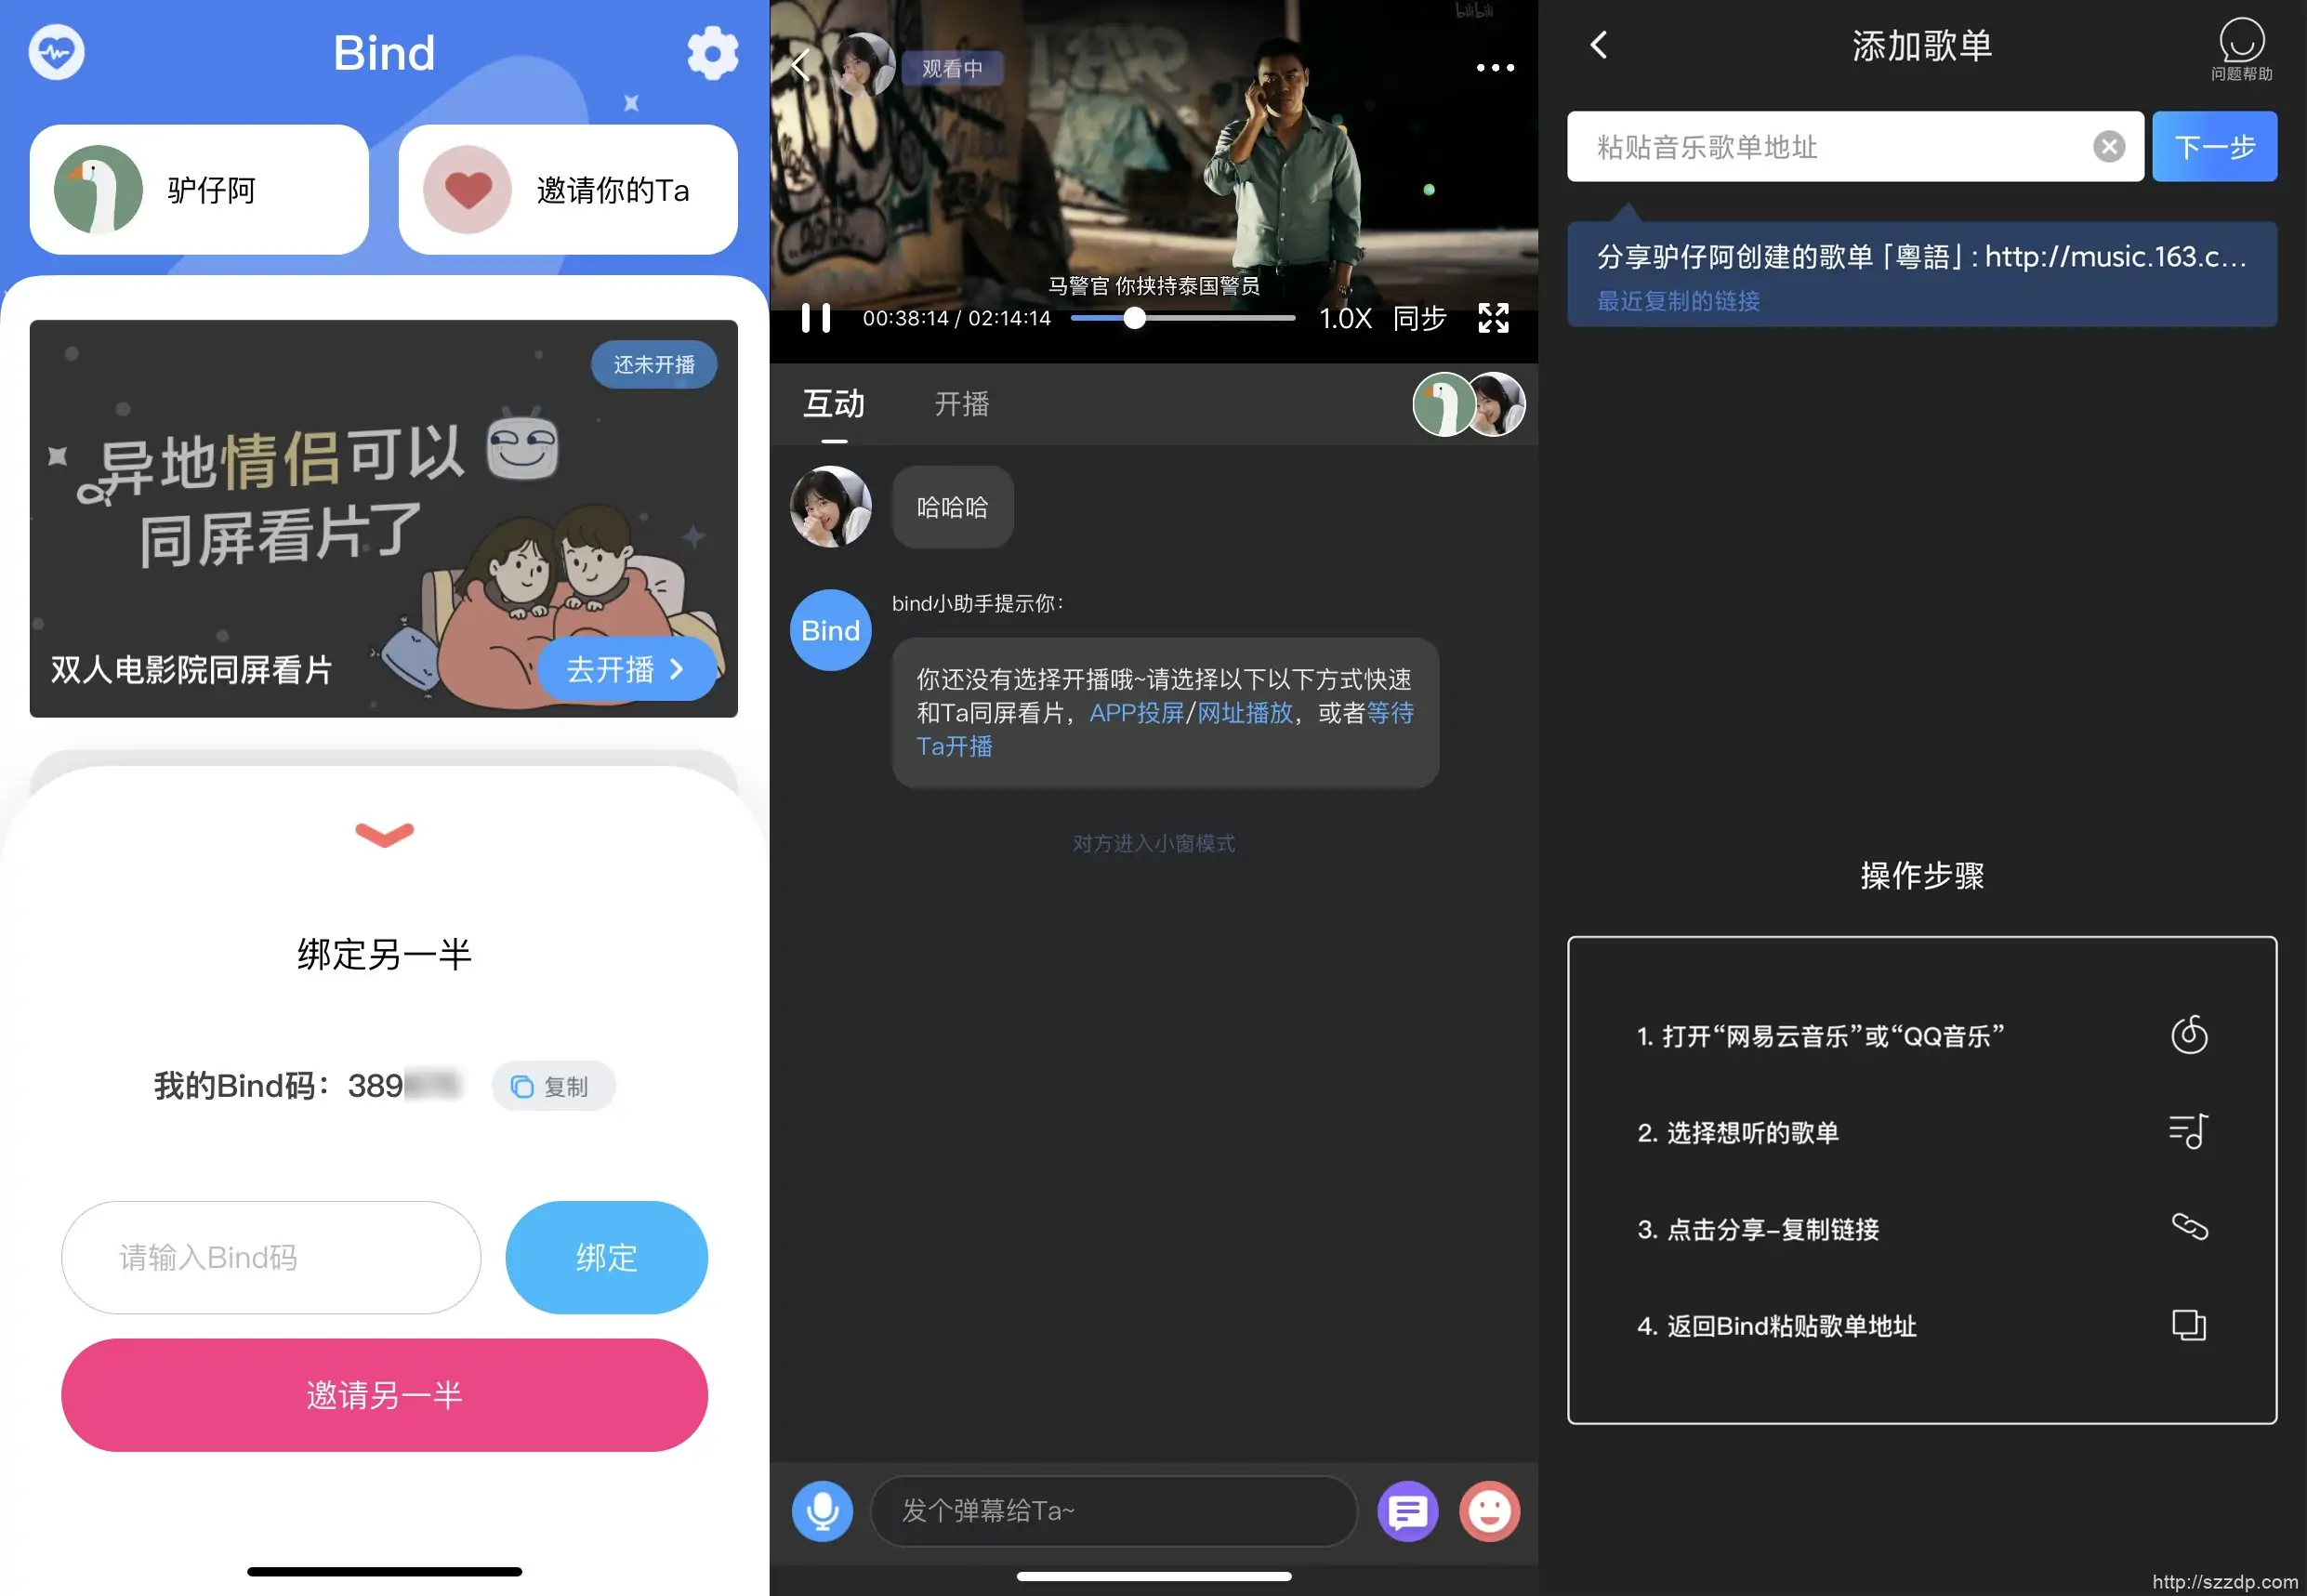 Bind
驴仔阿
邀请你的Ta
还未开播
异地情侣可以
同屏看片了
双人电影院同屏看片
去开播
绑定另一半
我的Bind码：389
复制
请输入Bind码
绑定
邀请另一半
bilibili
观看中
马警官 你挟持泰国警员
00:38:14 / 02:14:14
1.0X
同步
互动
开播
哈哈哈
Bind
bind小助手提示你：
你还没有选择开播哦~请选择以下以下方式快速
和Ta同屏看片，APP投屏/网址播放，或者等待
Ta开播
对方进入小窗模式
发个弹幕给Ta~
添加歌单
问题帮助
粘贴音乐歌单地址
下一步
分享驴仔阿创建的歌单「粤語」: http://music.163.c...
最近复制的链接
操作步骤
1. 打开“网易云音乐”或“QQ音乐”
2. 选择想听的歌单
3. 点击分享-复制链接
4. 返回Bind粘贴歌单地址
http://szzdp.com